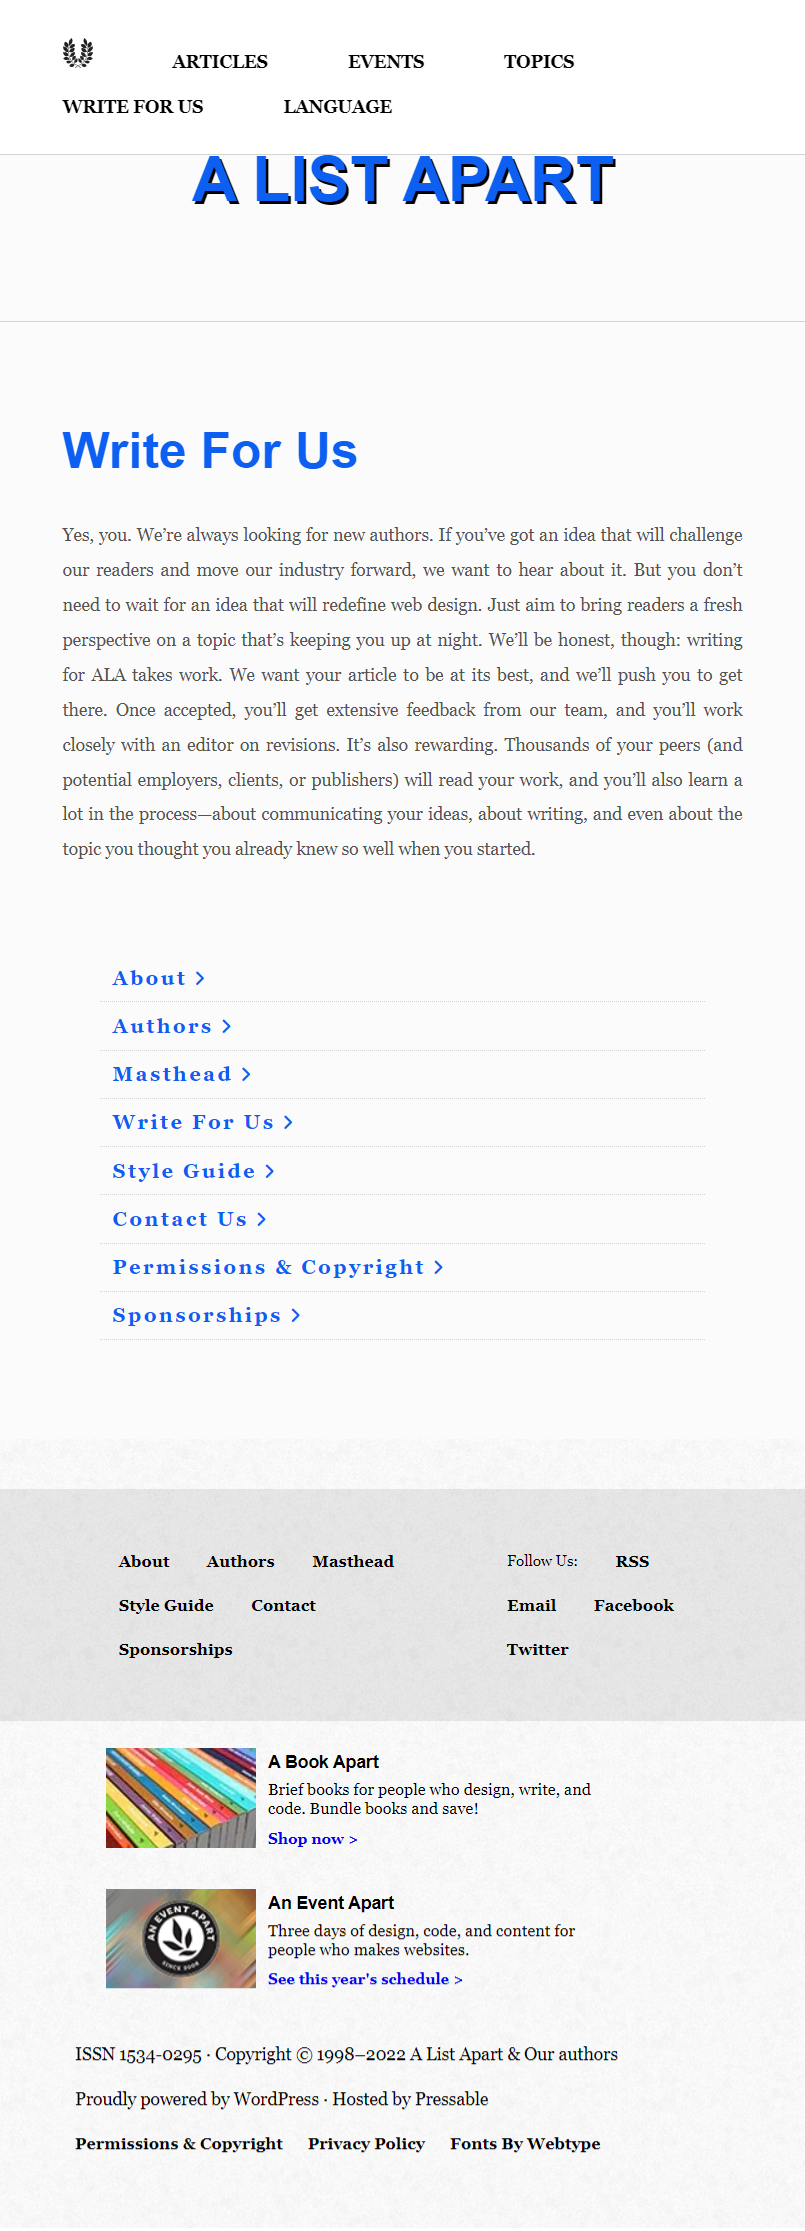 ARTICLES EVENTS TOPICS
WRITE FOR US LANGUAGE
A LIST APART
Write For Us
Yes, you. We’re always looking for new authors. If you’ve got an idea that will challenge
our readers and move our industry forward, we want to hear about it. But you don’t
need to wait for an idea that will redefine web design. Just aim to bring readers a fresh
perspective on a topic that’s keeping you up at night. We’ll be honest, though: writing
for ALA takes work. We want your article to be at its best, and we’ll push you to get
there. Once accepted, you’ll get extensive feedback from our team, and you’ll work
closely with an editor on revisions. It’s also rewarding. Thousands of your peers (and
potential employers, clients, or publishers) will read your work, and you’ll also learn a
lot in the process—about communicating your ideas, about writing, and even about the
topic you thought you already knew so well when you started.
About >
Authors >
Masthead >
Write For Us >
Style Guide >
Contact Us >
Permissions & Copyright >
Sponsorships >
About Authors Masthead
Style Guide Contact
Sponsorships
Follow Us: RSS
Email Facebook
Twitter
A Book Apart
Brief books for people who design, write, and
code. Bundle books and save!
Shop now >
AN EVENT APART
SINCE 2005
An Event Apart
Three days of design, code, and content for
people who makes websites.
See this year's schedule >
ISSN 1534-0295 · Copyright © 1998–2022 A List Apart & Our authors
Proudly powered by WordPress · Hosted by Pressable
Permissions & Copyright Privacy Policy Fonts By Webtype